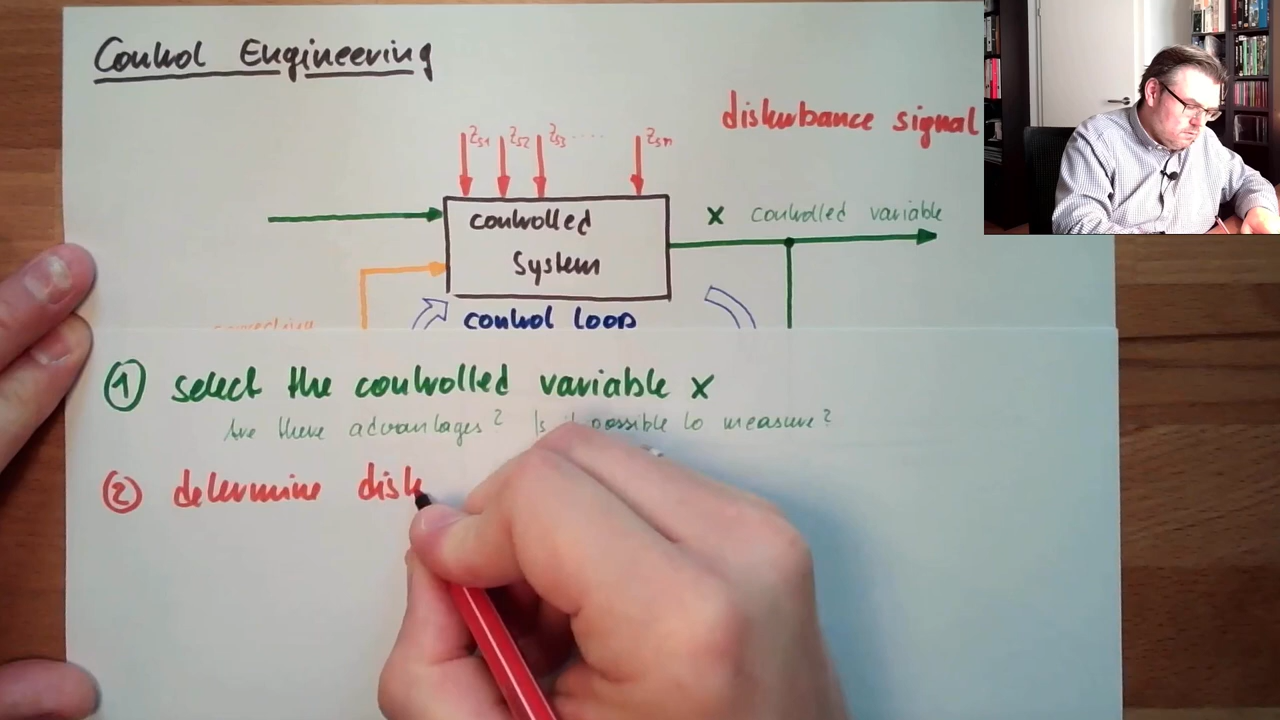 Control Engineering
disturbance signal
zS1 zS2 zS3 .... zSn
controlled
System
x controlled variable
control loop
① select the controlled variable x
Are there advantages? Is it possible to measure?
② determine dist